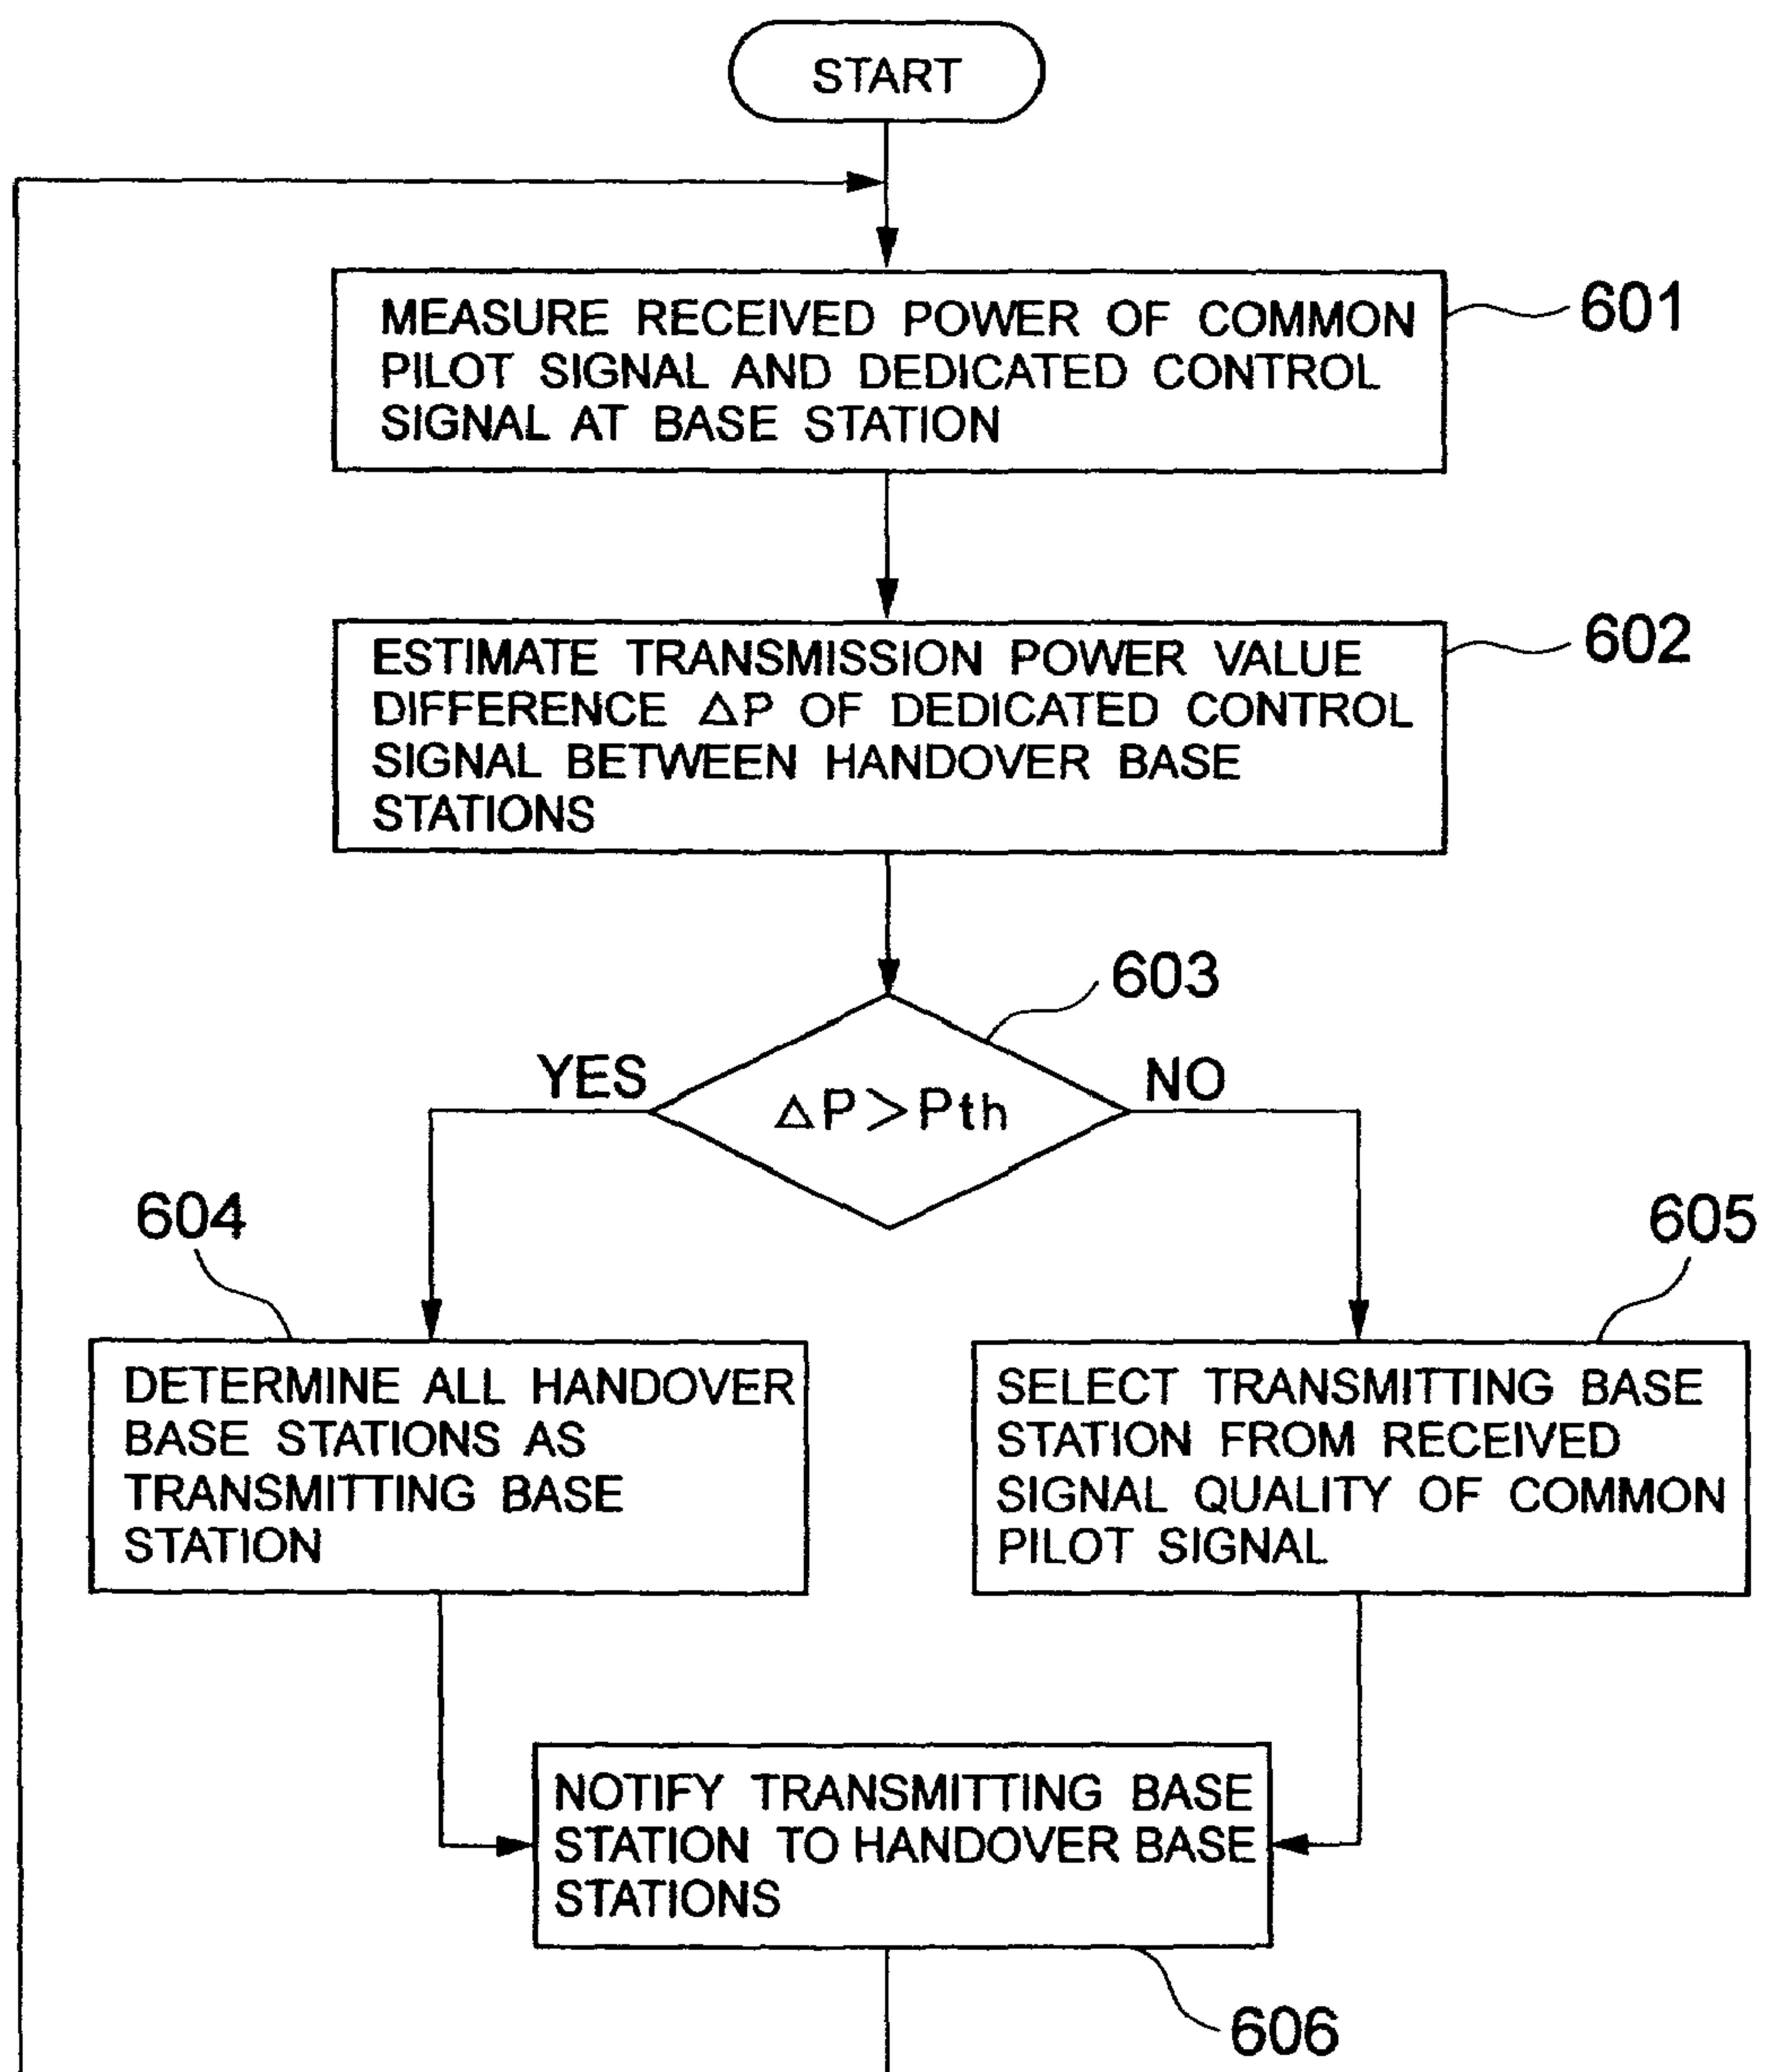 START
MEASURE RECEIVED POWER OF COMMON
PILOT SIGNAL AND DEDICATED CONTROL
SIGNAL AT BASE STATION
601
ESTIMATE TRANSMISSION POWER VALUE
DIFFERENCE △P OF DEDICATED CONTROL
SIGNAL BETWEEN HANDOVER BASE
STATIONS
602
603
YES
△P>Pth
NO
604
605
DETERMINE ALL HANDOVER
BASE STATIONS AS
TRANSMITTING BASE
STATION
SELECT TRANSMITTING BASE
STATION FROM RECEIVED
SIGNAL QUALITY OF COMMON
PILOT SIGNAL
NOTIFY TRANSMITTING BASE
STATION TO HANDOVER BASE
STATIONS
606